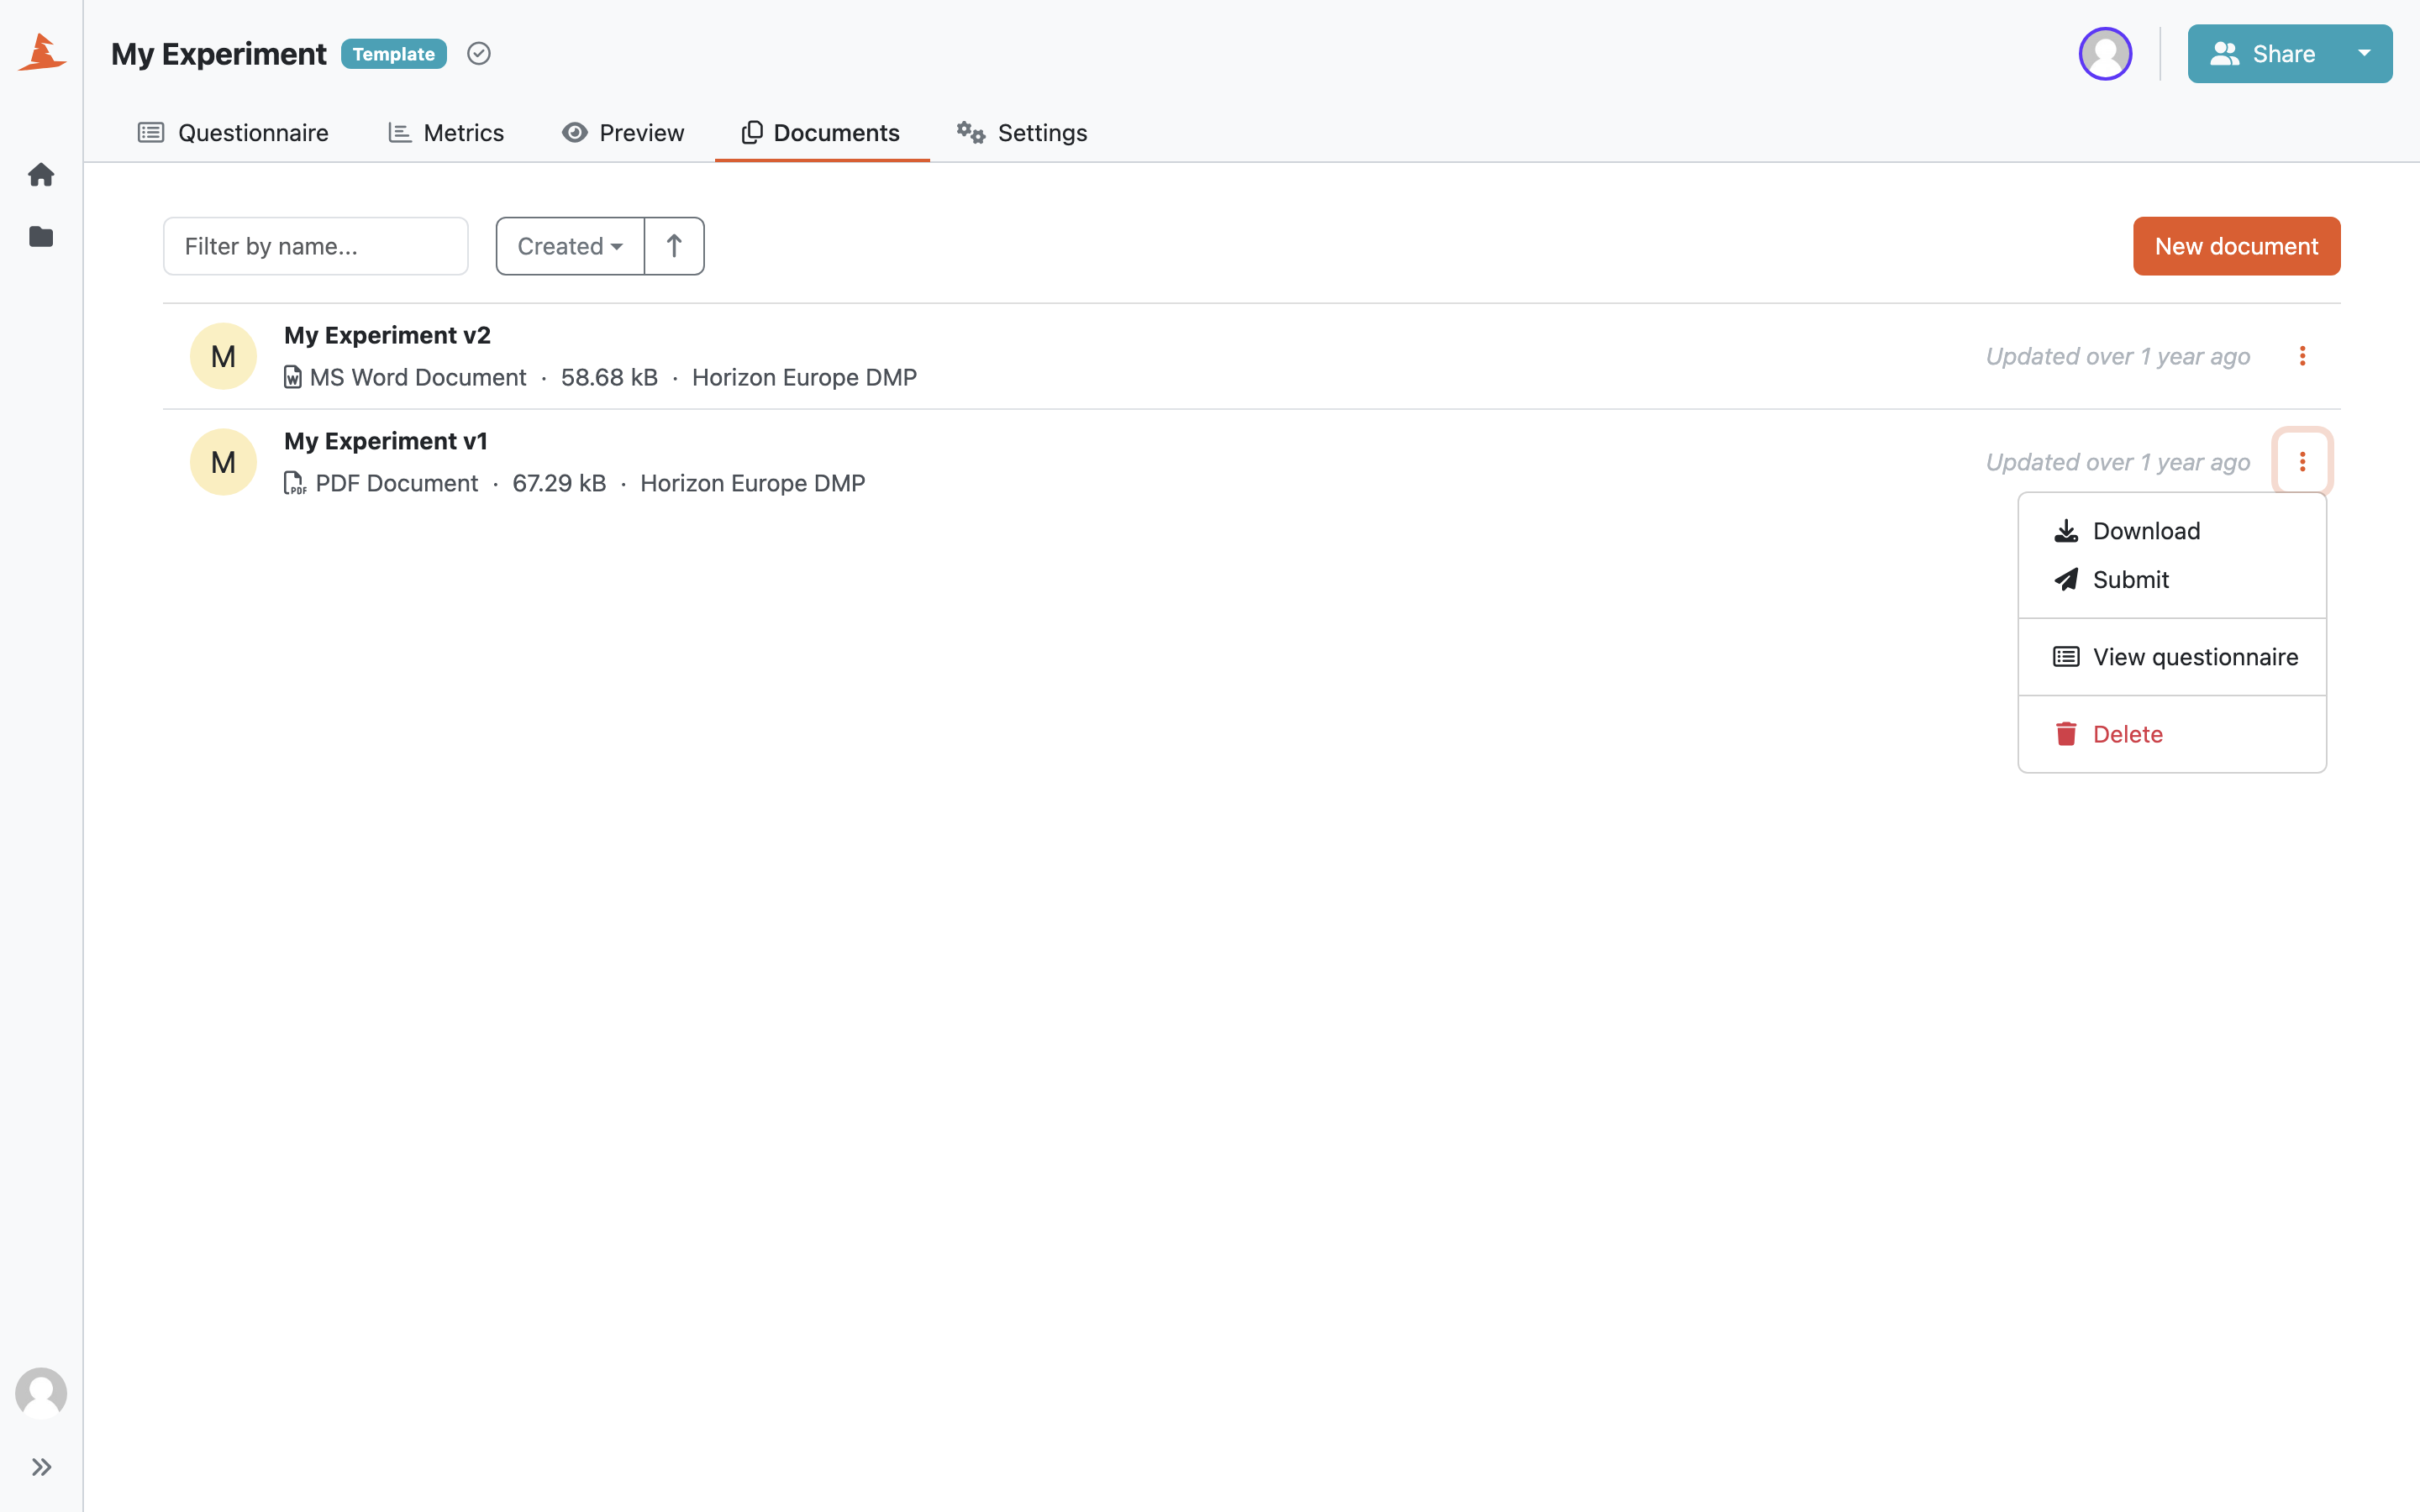 My Experiment Template
Share
Questionnaire Metrics Preview Documents Settings
Filter by name... Created New document
My Experiment v2
M
MS Word Document · 58.68 kB · Horizon Europe DMP
Updated over 1 year ago
My Experiment v1
M
PDF Document · 67.29 kB · Horizon Europe DMP
Updated over 1 year ago
Download
Submit
View questionnaire
Delete